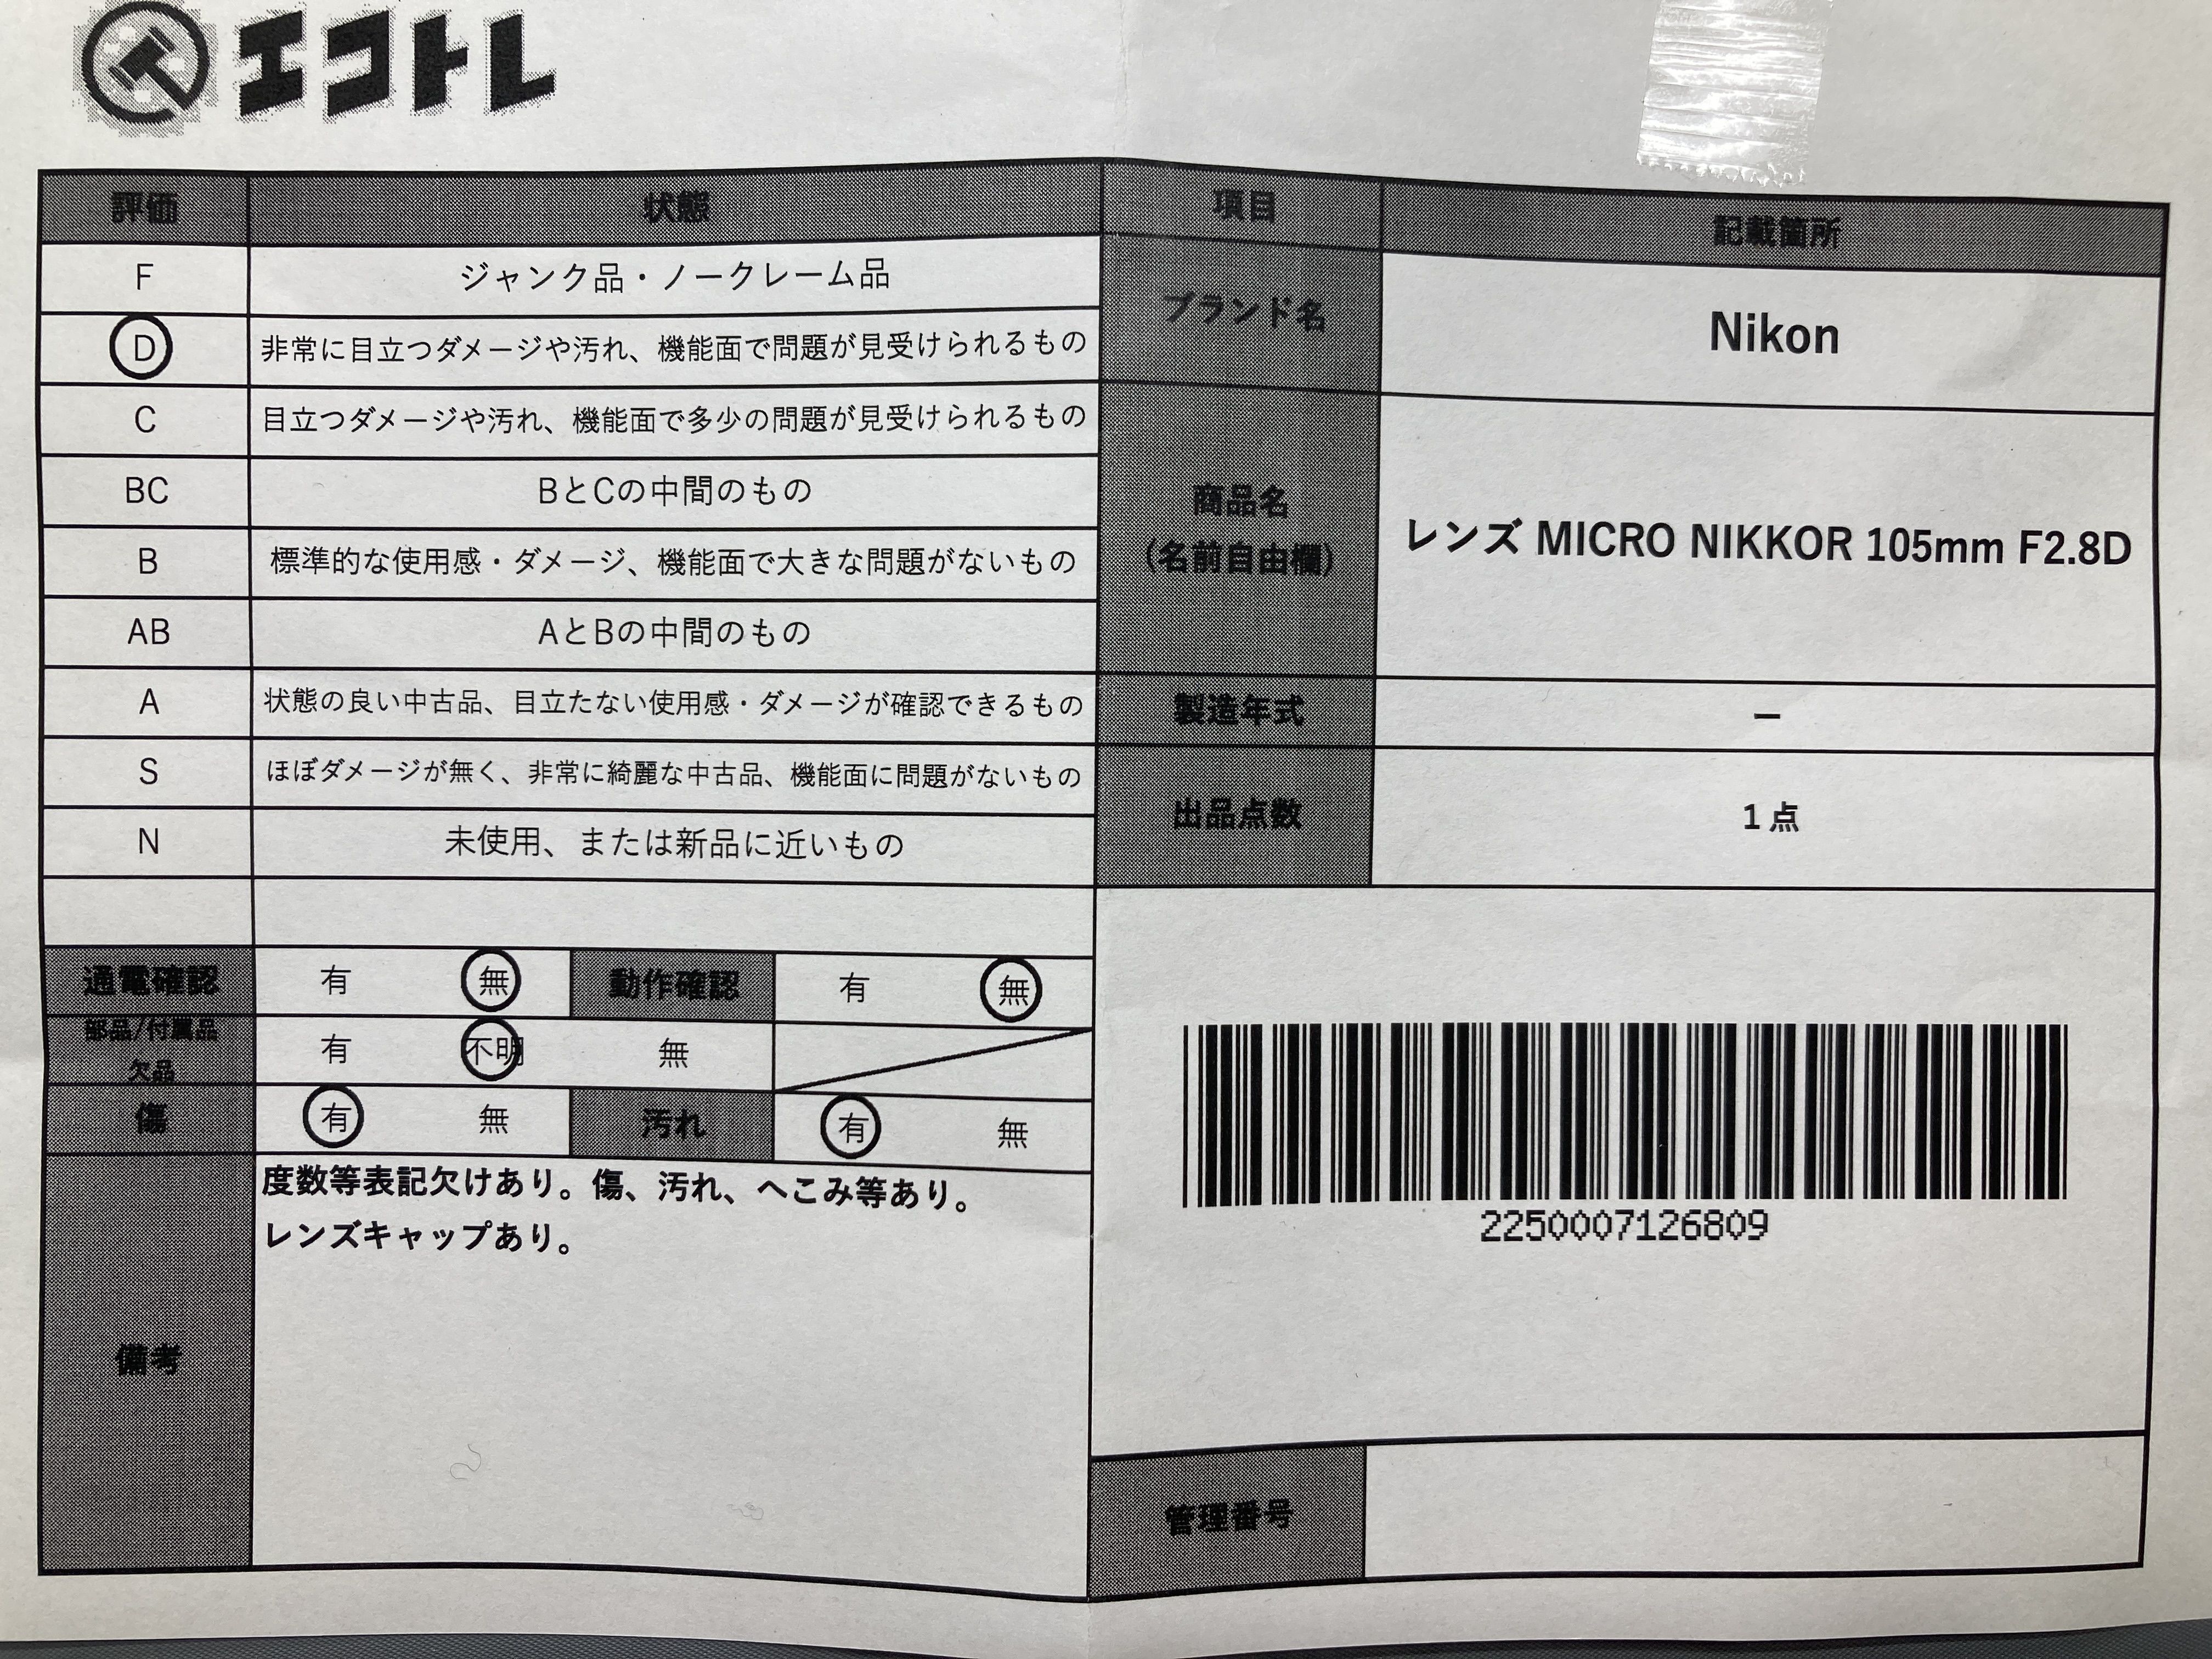 エコトレ
評価 状態
F ジャンク品・ノークレーム品
D 非常に目立つダメージや汚れ、機能面で問題が見受けられるもの
C 目立つダメージや汚れ、機能面で多少の問題が見受けられるもの
BC BとCの中間のもの
B 標準的な使用感・ダメージ、機能面で大きな問題がないもの
AB AとBの中間のもの
A 状態の良い中古品、目立たない使用感・ダメージが確認できるもの
S ほぼダメージが無く、非常に綺麗な中古品、機能面に問題がないもの
N 未使用、または新品に近いもの
通電確認 有 無 動作確認 有 無
部品/付属品
欠品 有 不明 無
傷 有 無 汚れ 有 無
備考
度数等表記欠けあり。傷、汚れ、へこみ等あり。
レンズキャップあり。
項目 記載箇所
ブランド名 Nikon
商品名
(名前自由欄)
レンズ MICRO NIKKOR 105mm F2.8D
製造年式 ー
出品点数 1点
2250007126809
管理番号